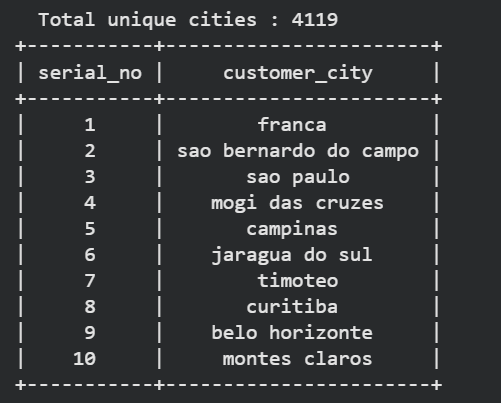 Total unique cities : 4119
+-----------+-----------------------+
| serial_no | customer_city |
+-----------+-----------------------+
| 1 | franca |
| 2 | sao bernardo do campo |
| 3 | sao paulo |
| 4 | mogi das cruzes |
| 5 | campinas |
| 6 | jaragua do sul |
| 7 | timoteo |
| 8 | curitiba |
| 9 | belo horizonte |
| 10 | montes claros |
+-----------+-----------------------+